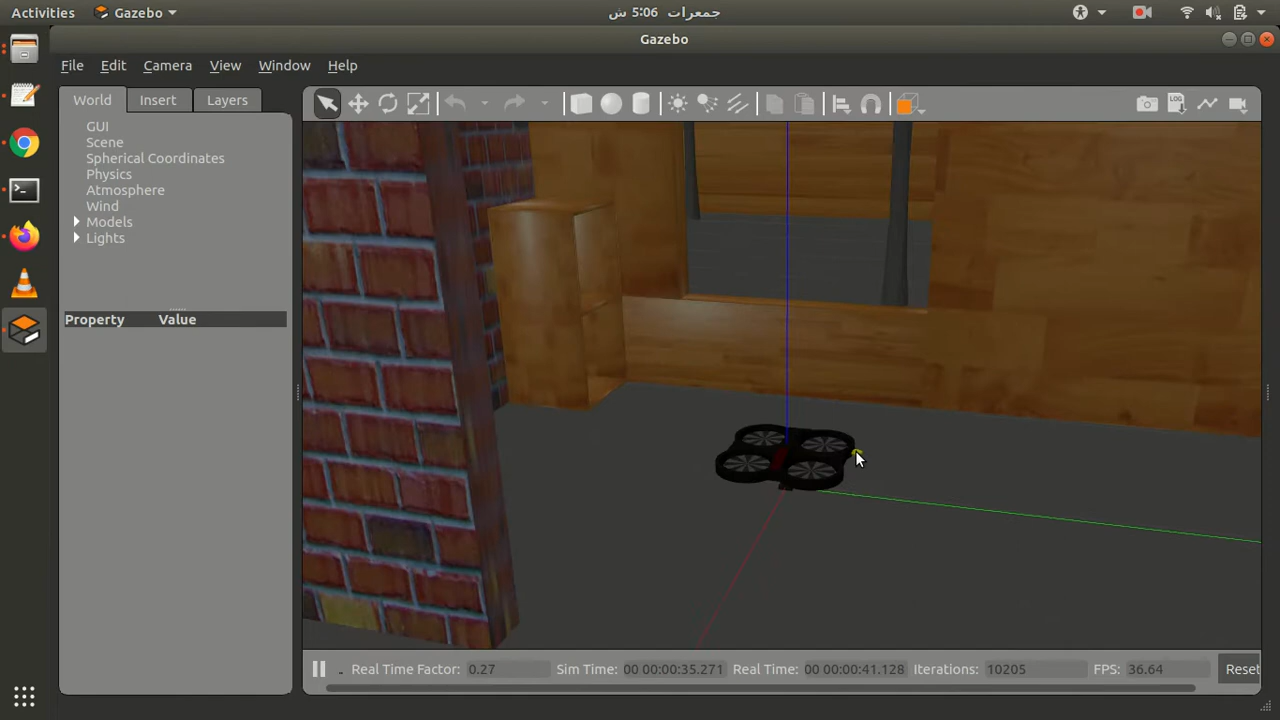 Activities Gazebo جمعرات 5:06 ش
Gazebo
File Edit Camera View Window Help
World Insert Layers
GUI
Scene
Spherical Coordinates
Physics
Atmosphere
Wind
Models
Lights
Property Value
LOG
Real Time Factor: 0.27 Sim Time: 00 00:00:35.271 Real Time: 00 00:00:41.128 Iterations: 10205 FPS: 36.64 Reset